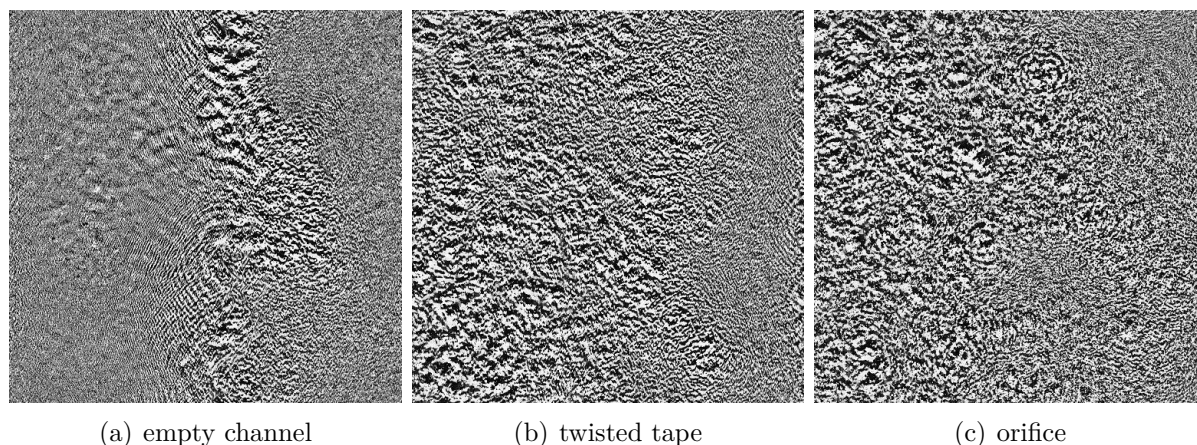 (a) empty channel
(b) twisted tape
(c) orifice